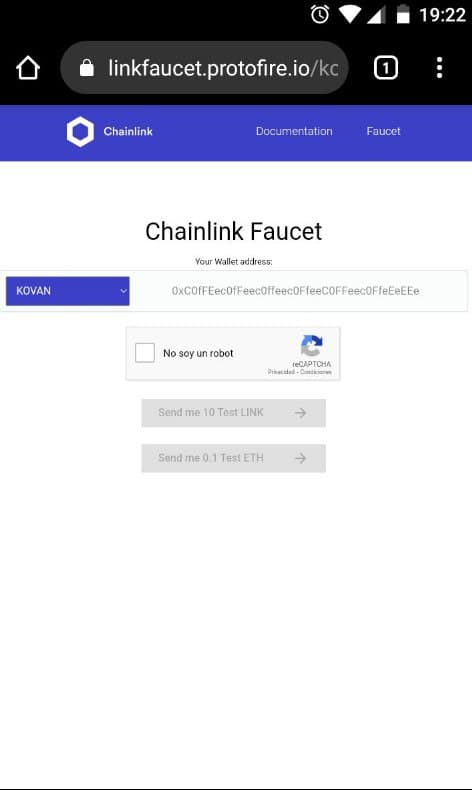 19:22
linkfaucet.protofire.io/kc
1
Chainlink
Documentation
Faucet
Chainlink Faucet
Your Wallet address:
KOVAN
0xC0fFEec0fFeec0ffeec0FfeeC0FFeec0FfeEeEEe
No soy un robot
reCAPTCHA
Privacidad - Condiciones
Send me 10 Test LINK
Send me 0.1 Test ETH